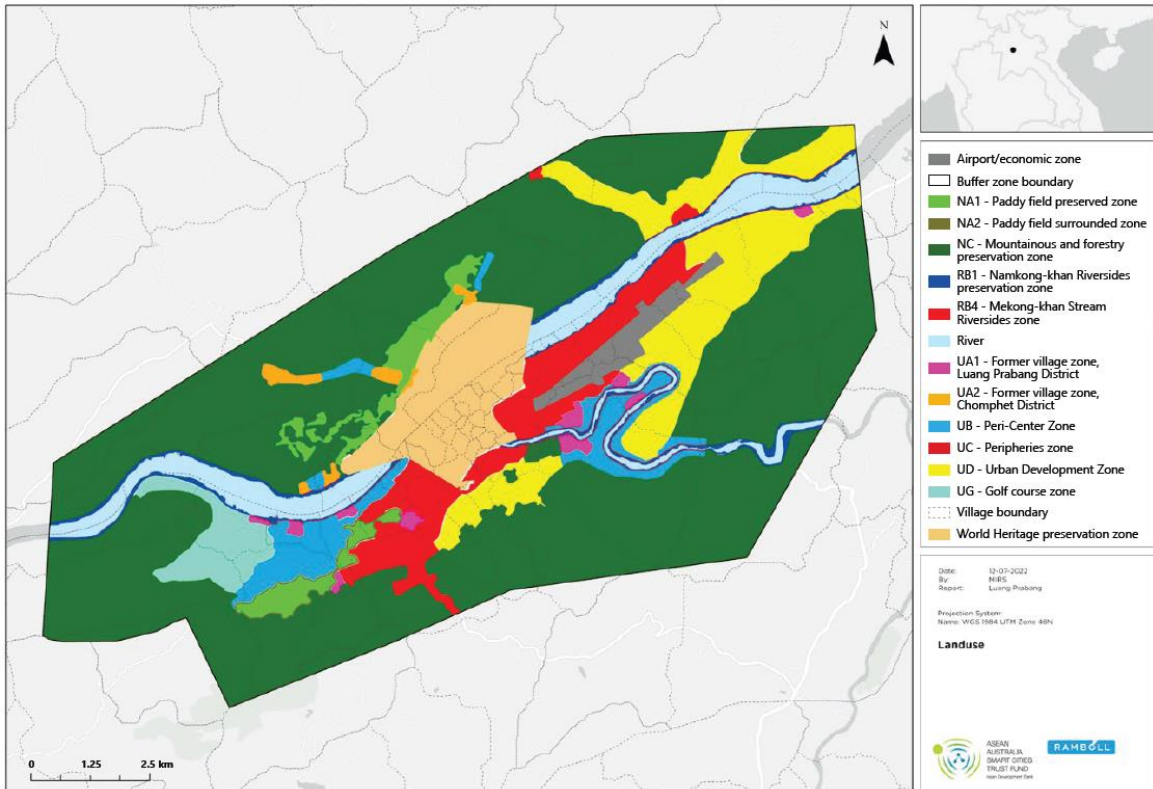 N
0 1.25 2.5 km
Airport/economic zone
Buffer zone boundary
NA1 - Paddy field preserved zone
NA2 - Paddy field surrounded zone
NC - Mountainous and forestry
preservation zone
RB1 - Namkong-khan Riversides
preservation zone
RB4 - Mekong-khan Stream
Riversides zone
River
UA1 - Former village zone,
Luang Prabang District
UA2 - Former village zone,
Chomphet District
UB - Peri-Center Zone
UC - Peripheries zone
UD - Urban Development Zone
UG - Golf course zone
Village boundary
World Heritage preservation zone
Date: 12-07-2022
By: MIRS
Report: Luang Prabang
Projection System:
Name: WGS 1984 UTM Zone 48N
Landuse
ASEAN
AUSTRALIA
SMART CITIES
TRUST FUND
Asian Development Bank
RAMBOLL